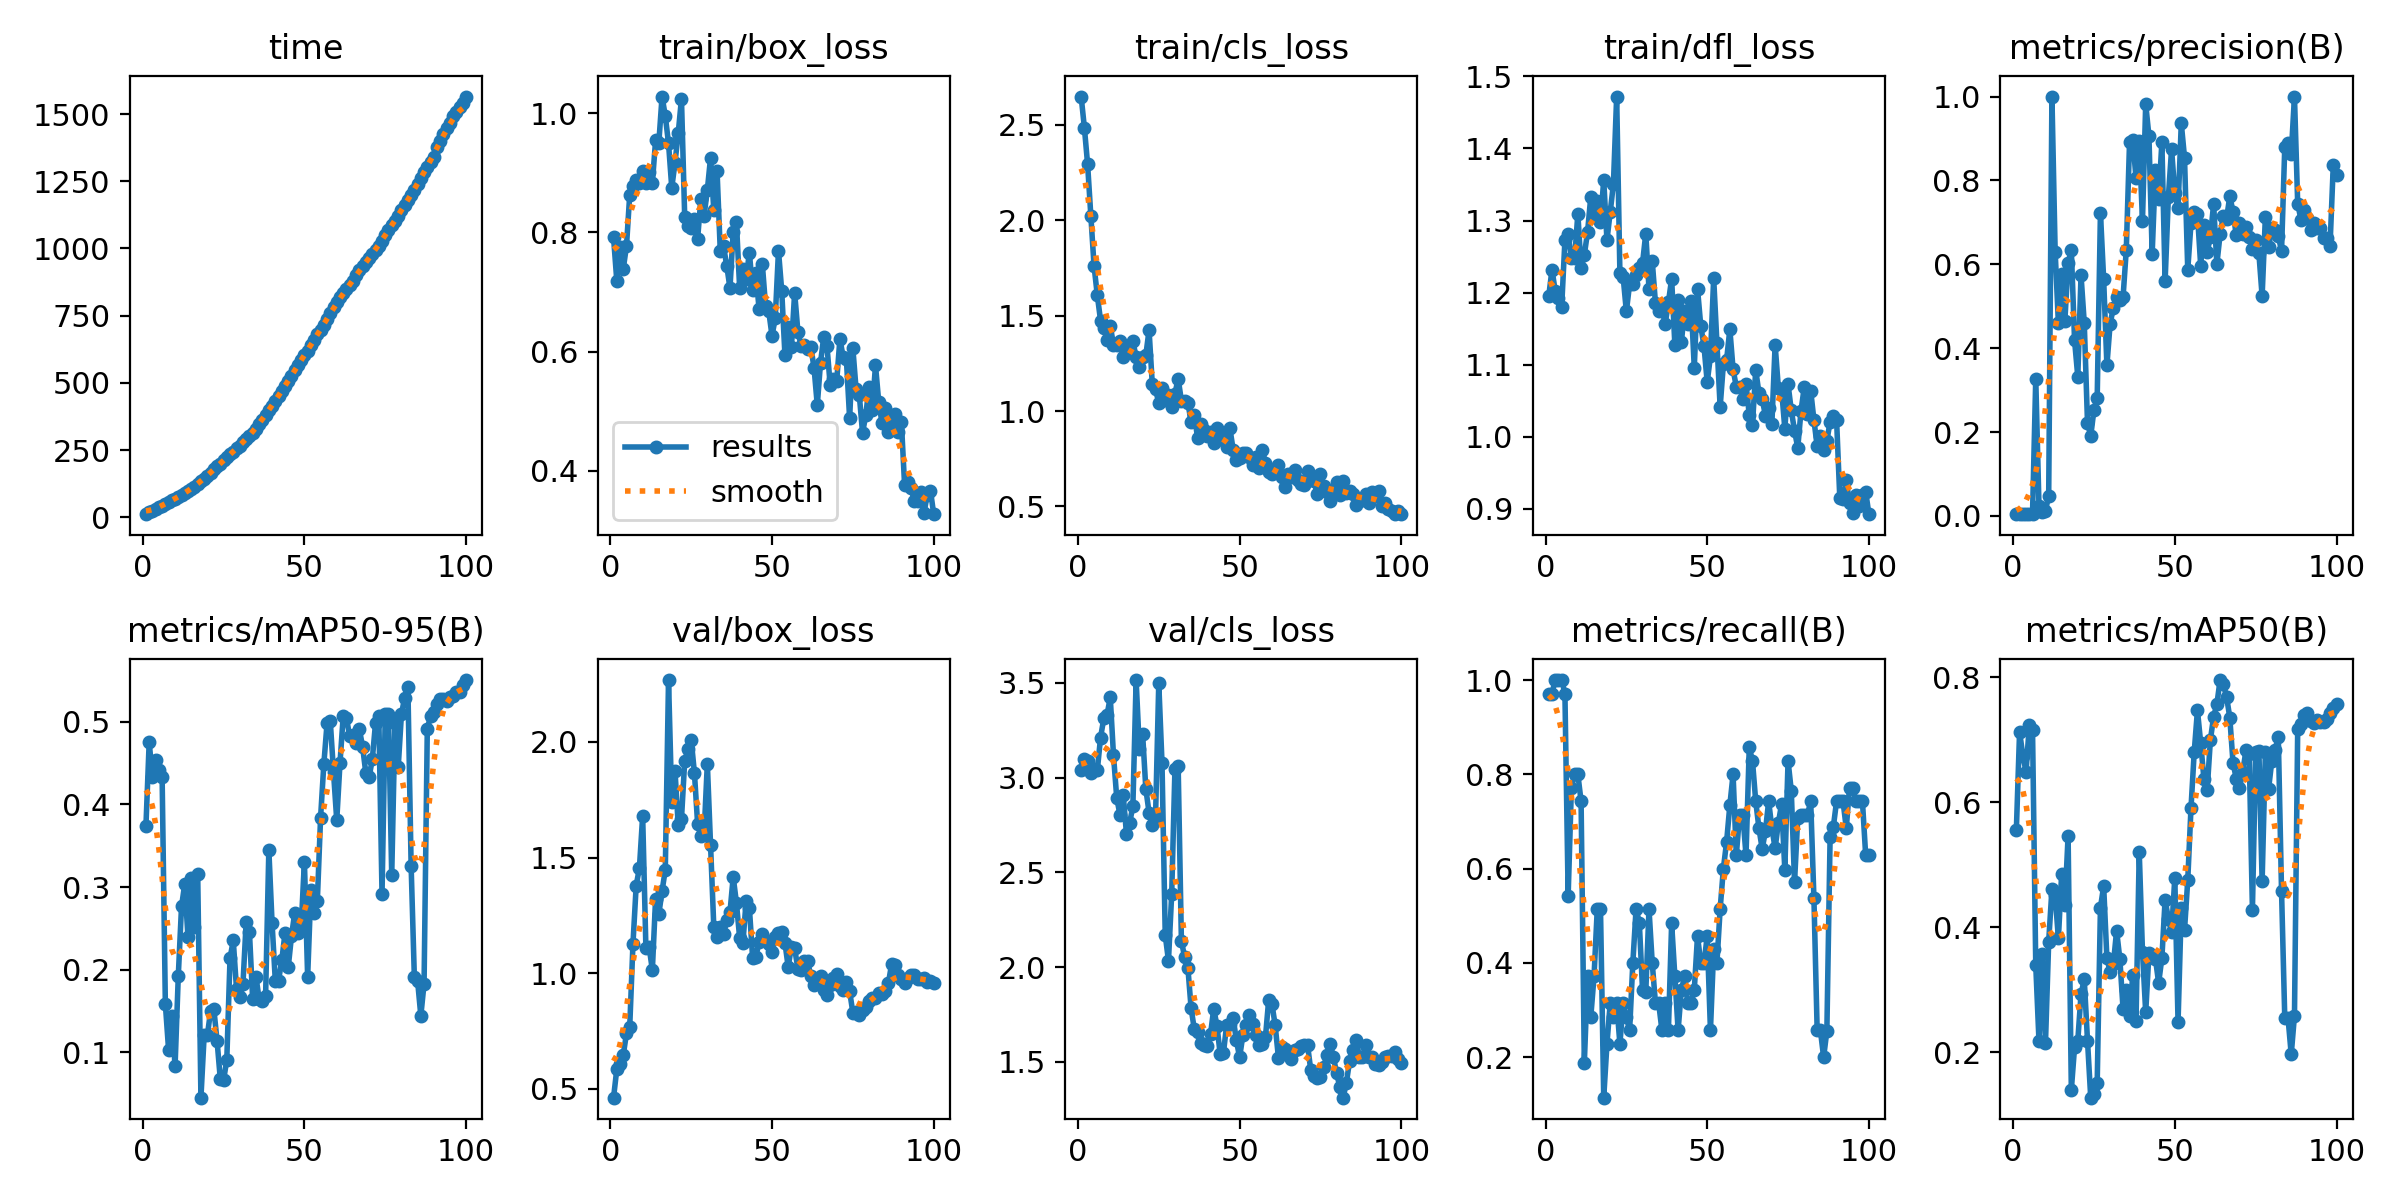 time
1500
1250
1000
750
500
250
0
0 50 100
train/box_loss
1.0
0.8
0.6
0.4
results
smooth
0 50 100
train/cls_loss
2.5
2.0
1.5
1.0
0.5
0 50 100
train/dfl_loss
1.5
1.4
1.3
1.2
1.1
1.0
0.9
0 50 100
metrics/precision(B)
1.0
0.8
0.6
0.4
0.2
0.0
0 50 100
metrics/mAP50-95(B)
0.5
0.4
0.3
0.2
0.1
0 50 100
val/box_loss
2.0
1.5
1.0
0.5
0 50 100
val/cls_loss
3.5
3.0
2.5
2.0
1.5
0 50 100
metrics/recall(B)
1.0
0.8
0.6
0.4
0.2
0 50 100
metrics/mAP50(B)
0.8
0.6
0.4
0.2
0 50 100